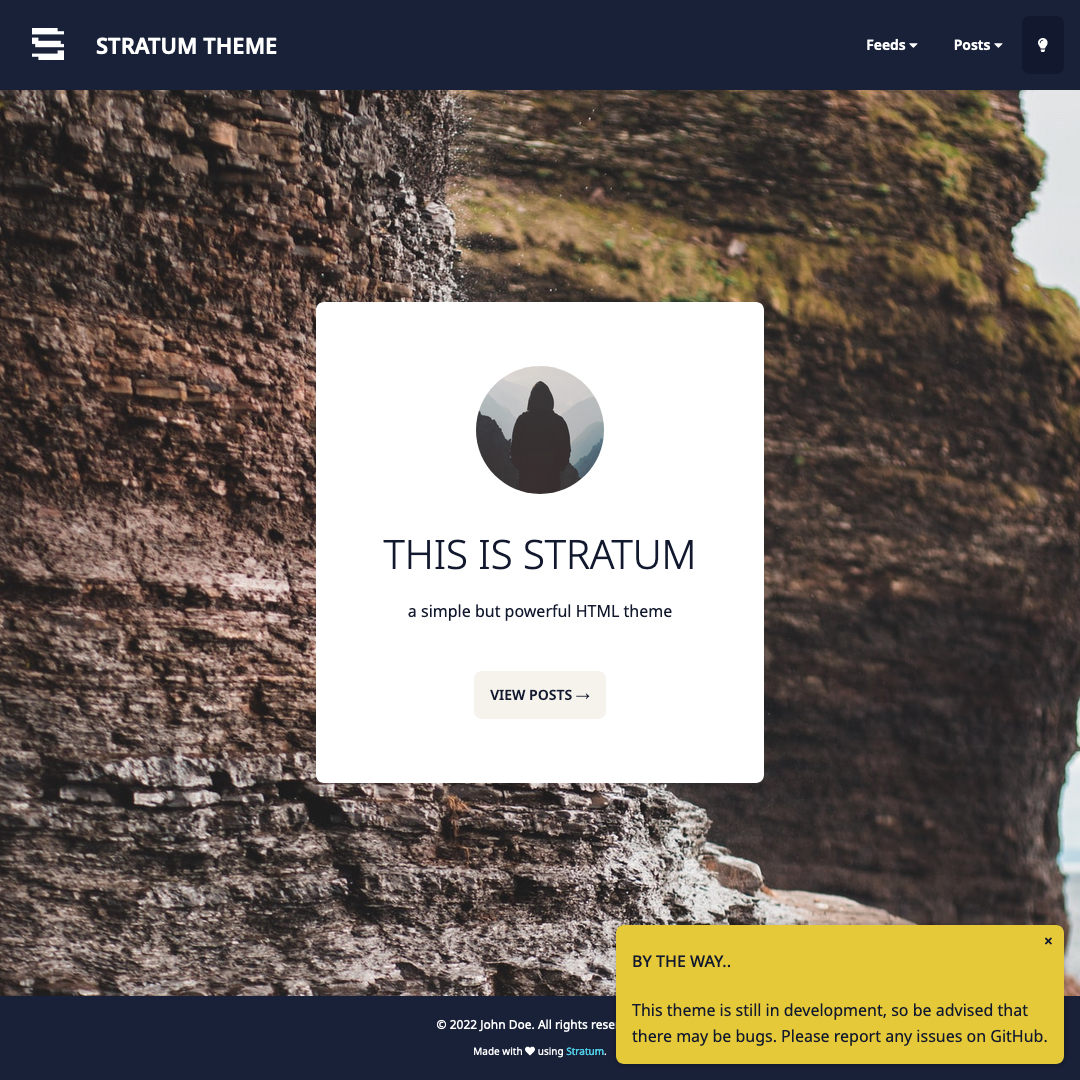 STRATUM THEME
Feeds
Posts
THIS IS STRATUM
a simple but powerful HTML theme
VIEW POSTS →
×
BY THE WAY..
This theme is still in development, so be advised that
there may be bugs. Please report any issues on GitHub.
© 2022 John Doe. All rights
Made with ♥ using Stratum.